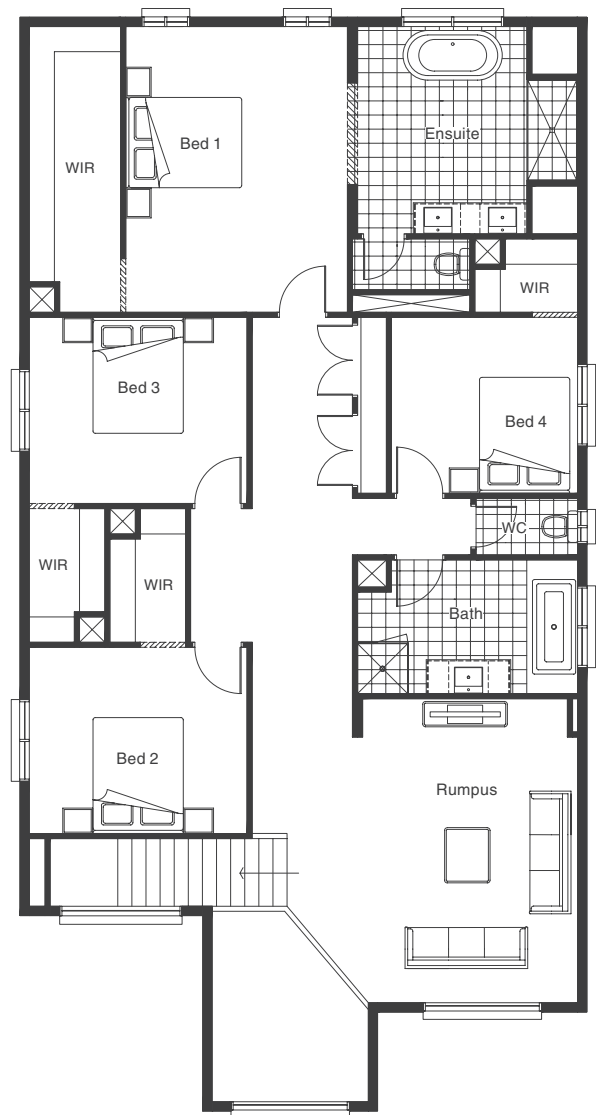 Ensuite
Bed 1
WIR
WIR
Bed 3
Bed 4
WC
WIR
WIR
Bath
Bed 2
Rumpus